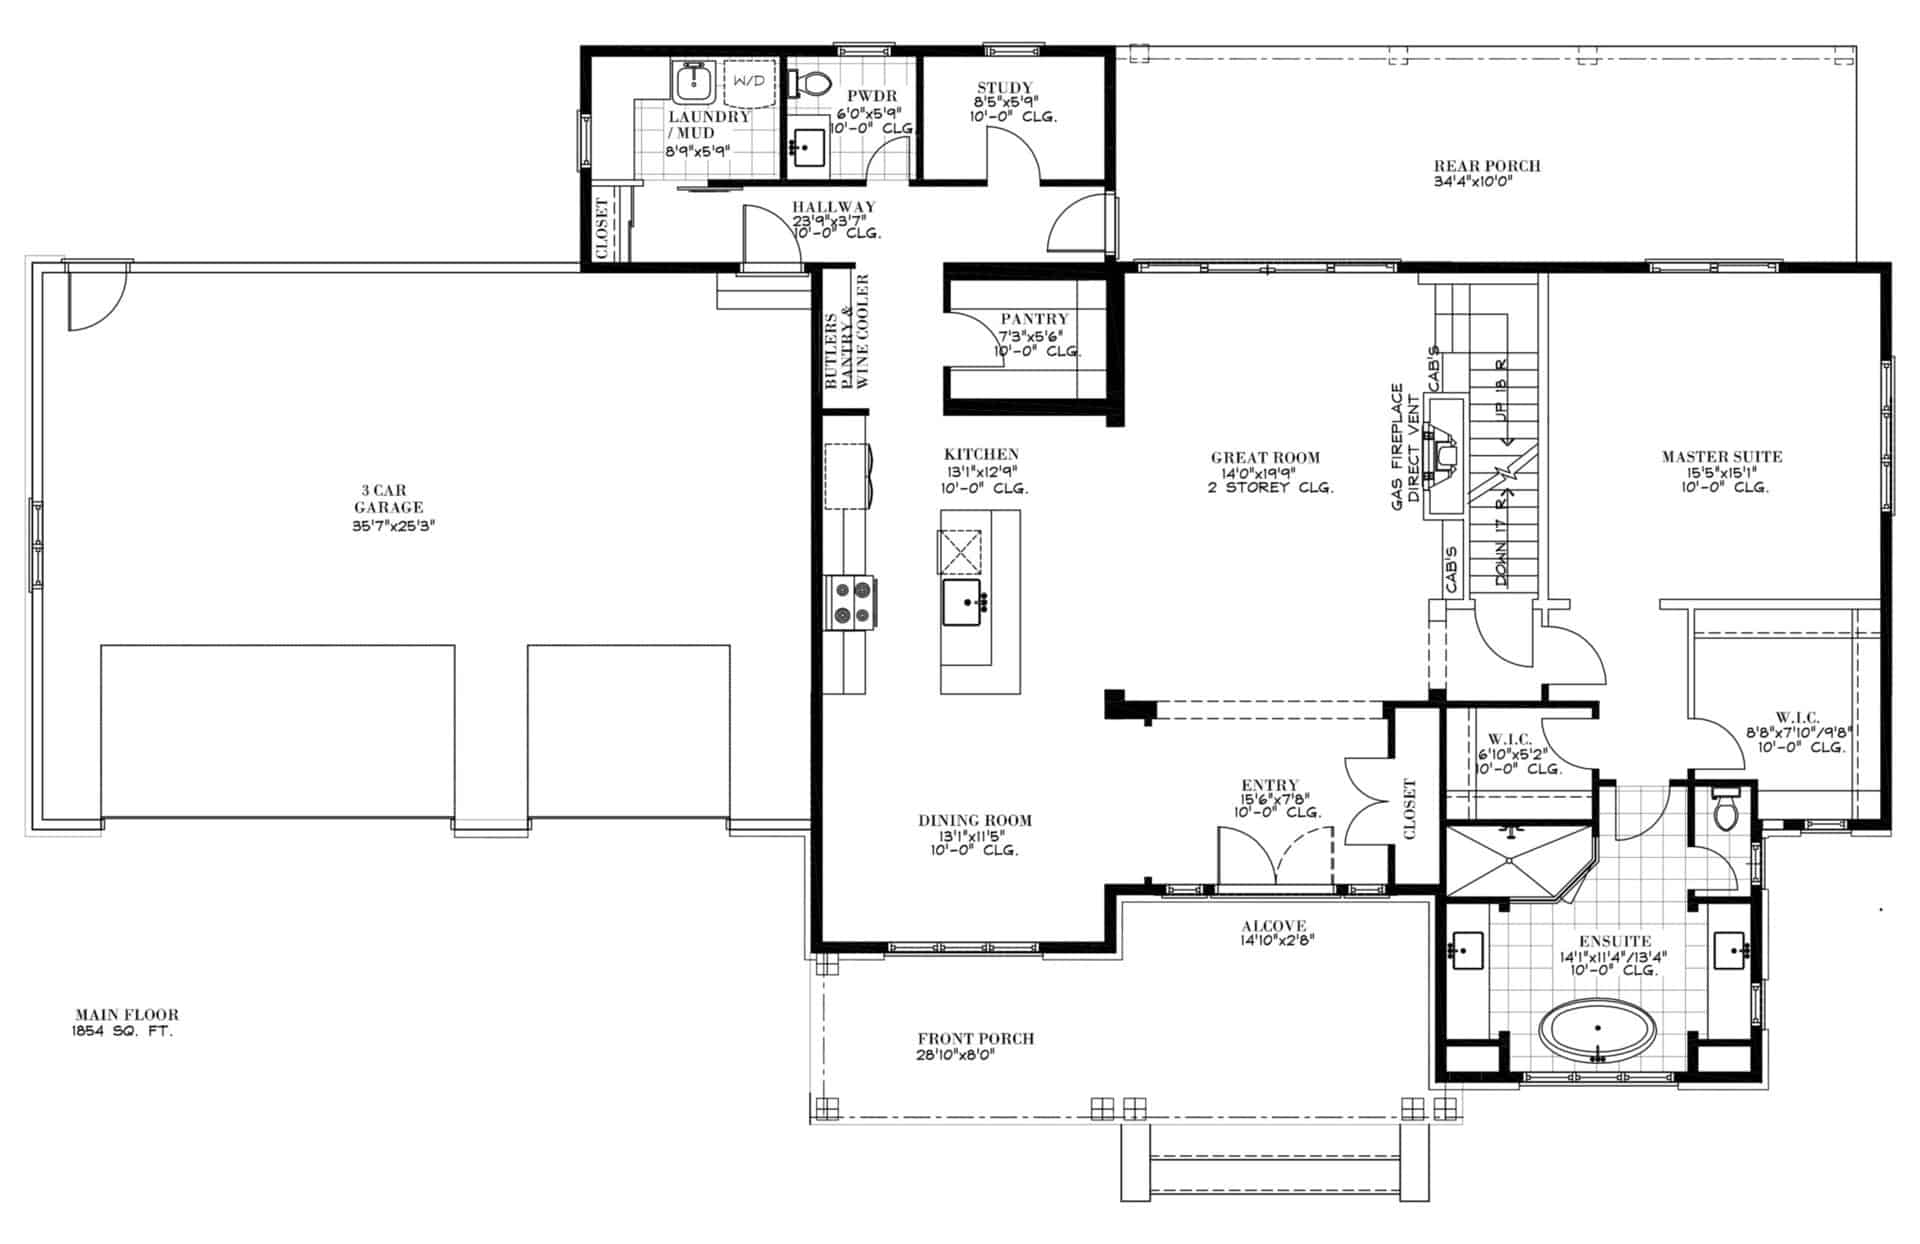 W/D
LAUNDRY
/MUD
8'9"x5'9"
PWDR
6'0"x5'9"
10'-0" CLG.
STUDY
8'5"x5'9"
10'-0" CLG.
REAR PORCH
34'4"x10'0"
CLOSET
HALLWAY
23'9"x3'7"
10'-0" CLG.
BUTLERS
PANTRY &
WINE COOLER
PANTRY
7'3"x5'6"
10'-0" CLG.
3 CAR
GARAGE
35'7"x25'3"
KITCHEN
13'1"x12'9"
10'-0" CLG.
GREAT ROOM
14'0"x19'9"
2 STOREY CLG.
GAS FIREPLACE
DIRECT VENT
CAB'S
CAB'S
UP 18 R
DOWN 17 R
MASTER SUITE
15'5"x15'1"
10'-0" CLG.
W.I.C.
8'8"x7'10"/9'8"
10'-0" CLG.
W.I.C.
6'10"x5'2"
10'-0" CLG.
ENTRY
15'6"x7'8"
10'-0" CLG.
CLOSET
DINING ROOM
13'1"x11'5"
10'-0" CLG.
ALCOVE
14'10"x2'8"
ENSUITE
14'1"x11'4"/13'4"
10'-0" CLG.
FRONT PORCH
28'10"x8'0"
MAIN FLOOR
1854 SQ. FT.